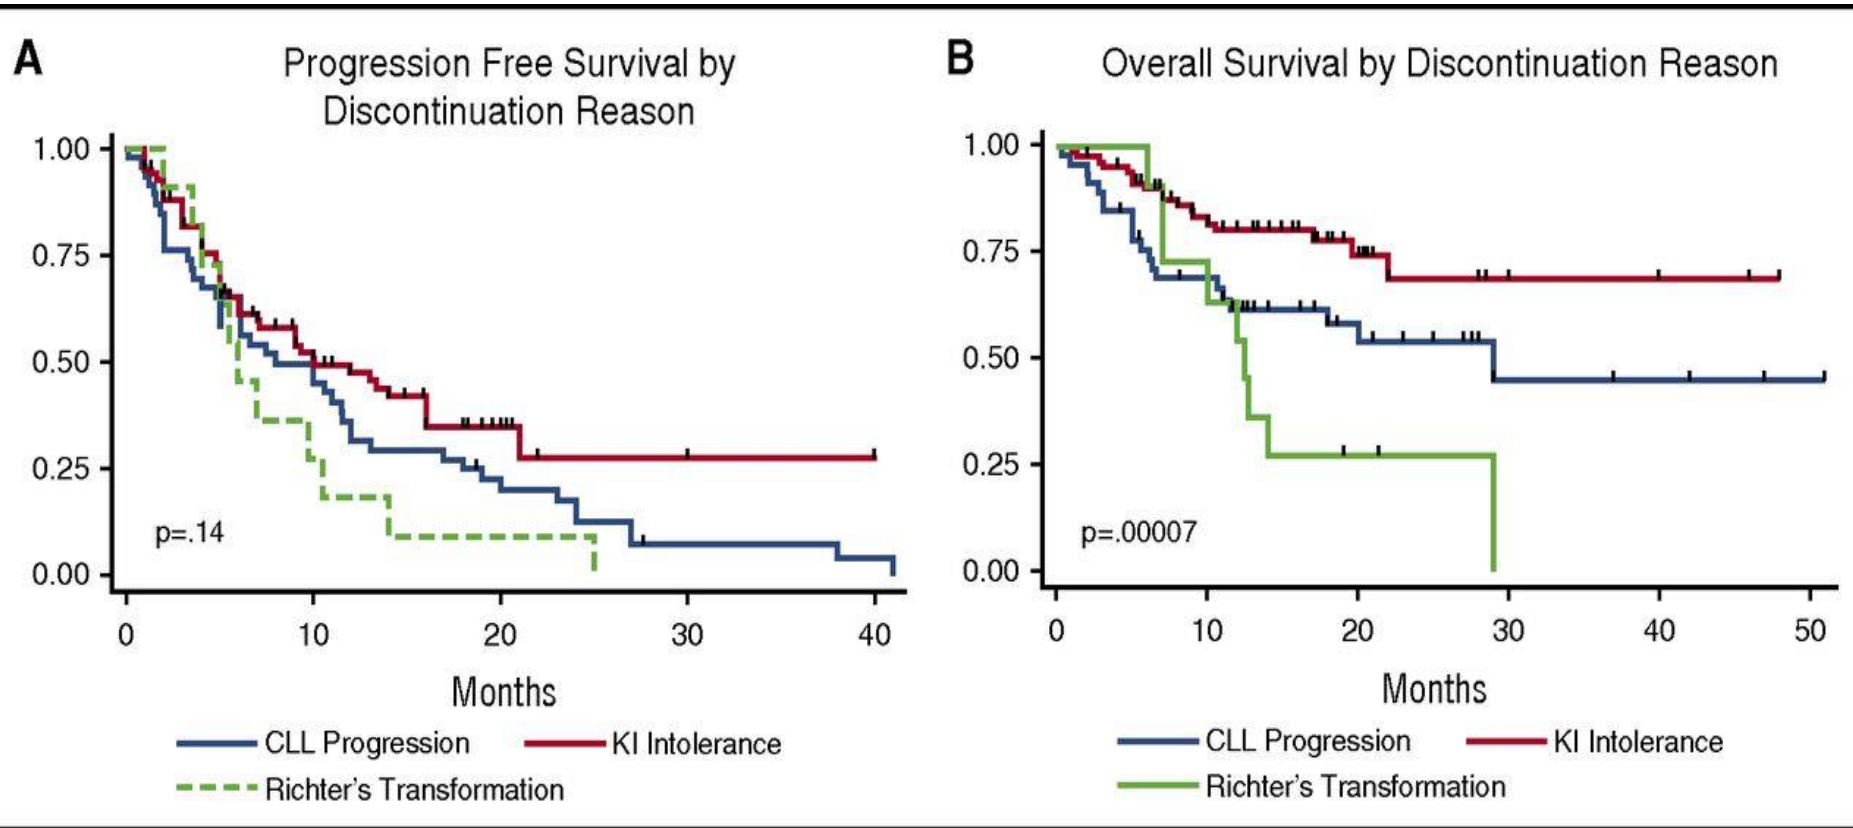 A
Progression Free Survival by
Discontinuation Reason
1.00
0.75
0.50
0.25
0.00
p=.14
0 10 20 30 40
Months
CLL Progression KI Intolerance
Richter's Transformation
B
Overall Survival by Discontinuation Reason
1.00
0.75
0.50
0.25
0.00
p=.00007
0 10 20 30 40 50
Months
CLL Progression KI Intolerance
Richter's Transformation